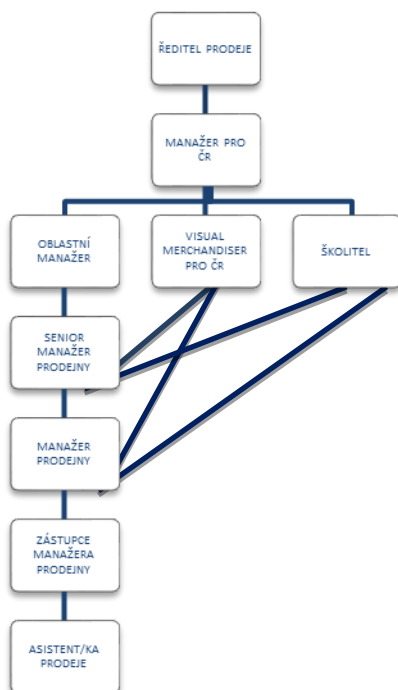 ŘEDITEL PRODEJE
MANAŽER PRO
ČR
OBLASTNÍ
MANAŽER
VISUAL
MERCHANDISER
PRO ČR
ŠKOLITEL
SENIOR
MANAŽER
PRODEJNY
MANAŽER
PRODEJNY
ZÁSTUPCE
MANAŽERA
PRODEJNY
ASISTENT/KA
PRODEJE